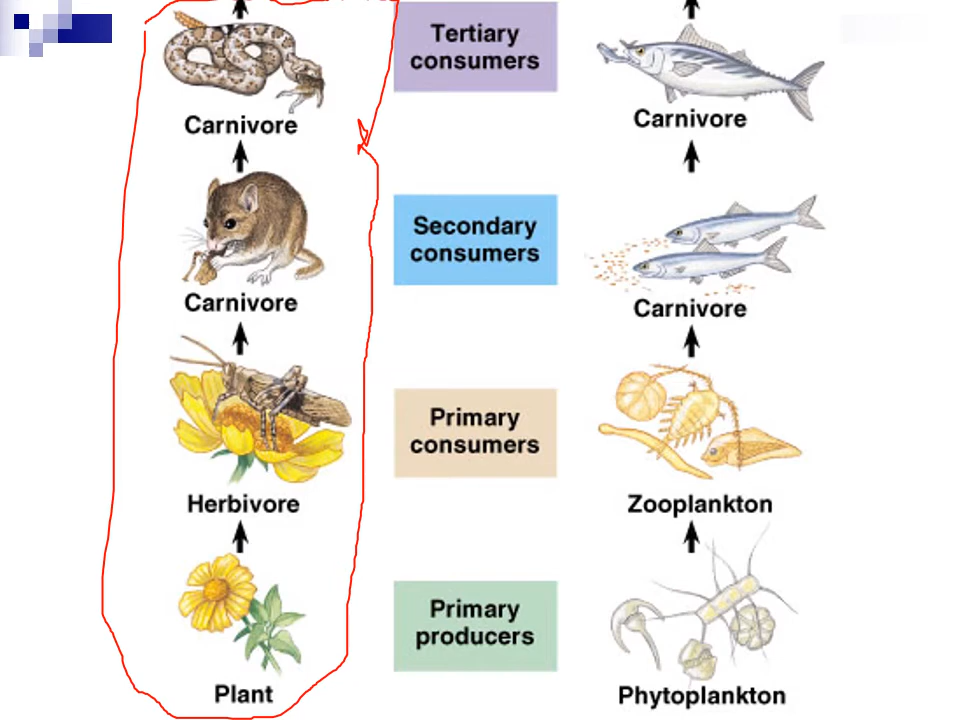 Tertiary
consumers
Carnivore
Carnivore
Secondary
consumers
Carnivore
Carnivore
Primary
consumers
Herbivore
Zooplankton
Primary
producers
Plant
Phytoplankton